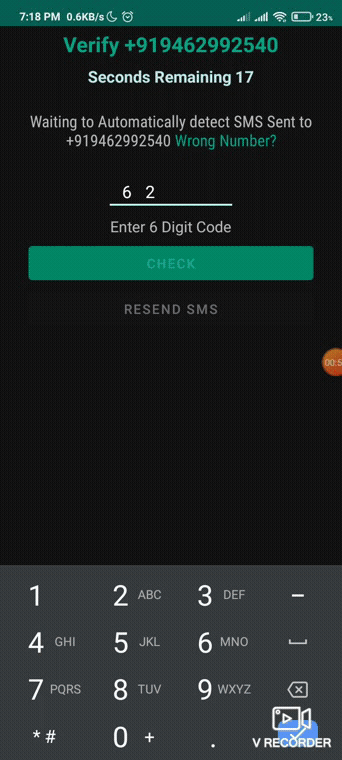 7:18 PM 0.6KB/s 23%
Verify +919462992540
Seconds Remaining 17
Waiting to Automatically detect SMS Sent to
+919462992540 Wrong Number?
6 2
Enter 6 Digit Code
CHECK
RESEND SMS
00:5
1 2 ABC 3 DEF –
4 GHI 5 JKL 6 MNO
7 PQRS 8 TUV 9 WXYZ
* # 0 + .
V RECORDER